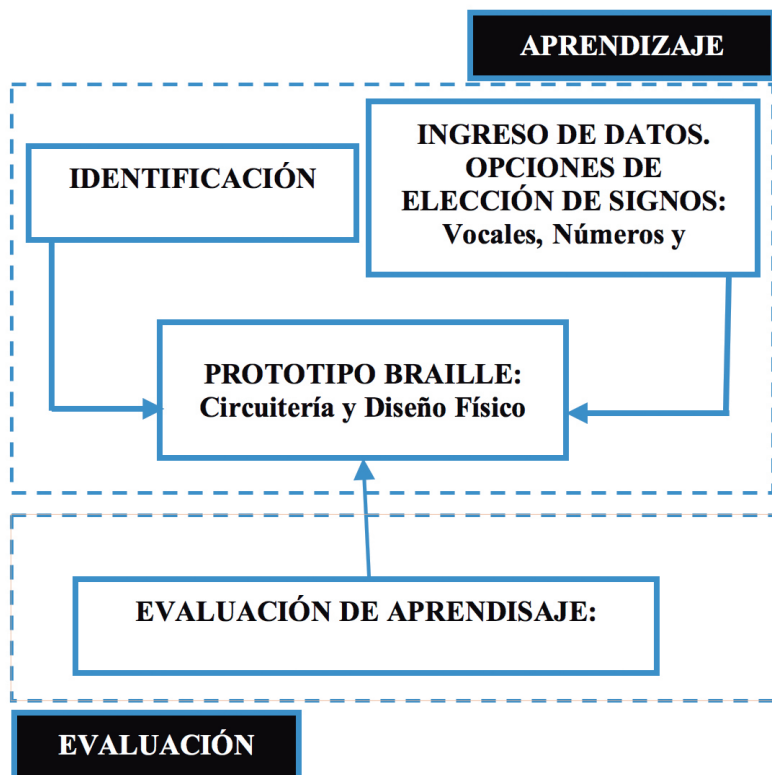 APRENDIZAJE
IDENTIFICACIÓN
INGRESO DE DATOS.
OPCIONES DE
ELECCIÓN DE SIGNOS:
Vocales, Números y
PROTOTIPO BRAILLE:
Circuitería y Diseño Físico
EVALUACIÓN DE APRENDISAJE:
EVALUACIÓN